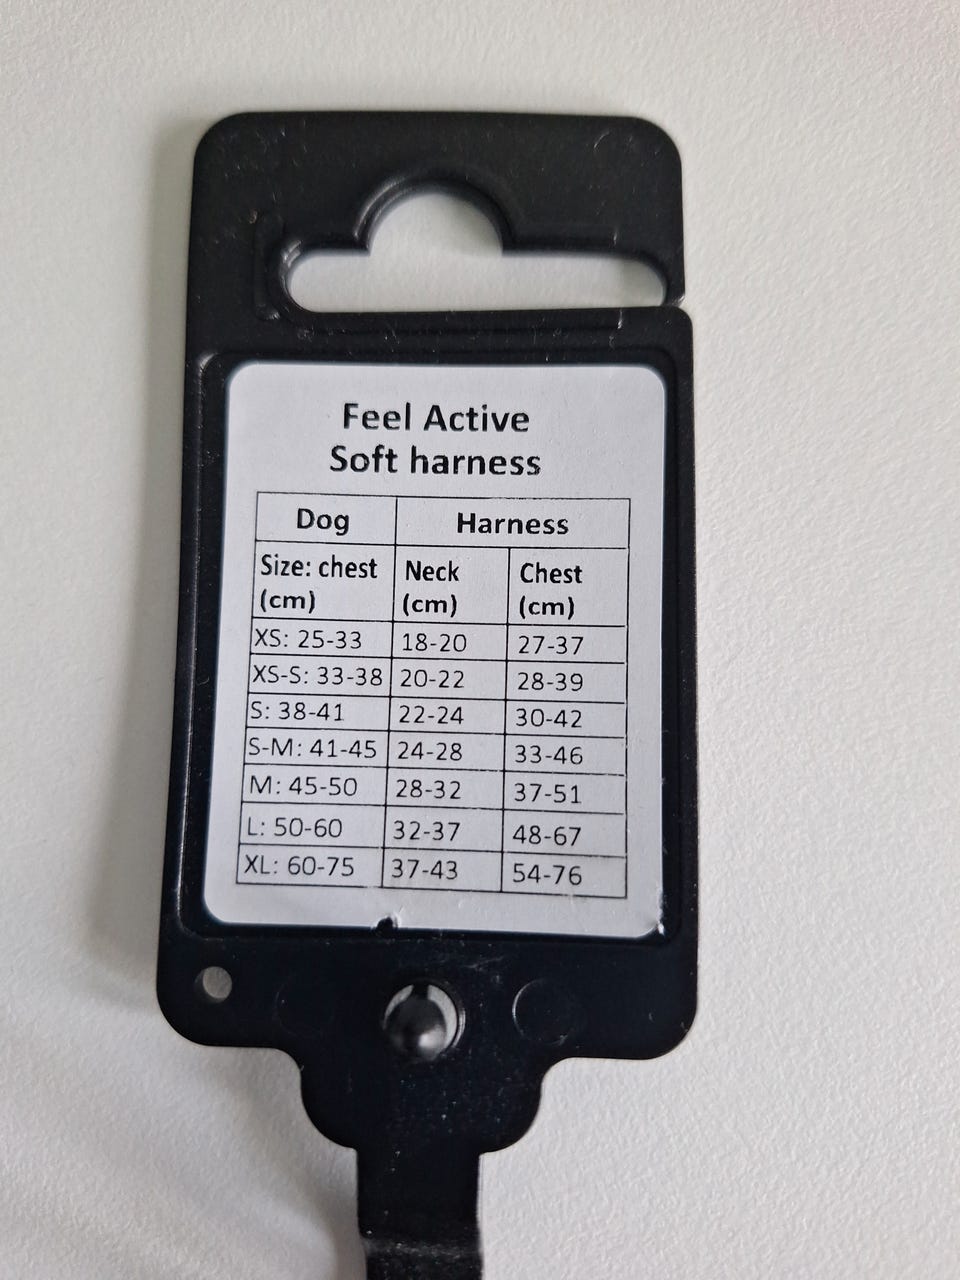 Feel Active
Soft harness
Dog Harness
Size: chest (cm) Neck (cm) Chest (cm)
XS: 25-33 18-20 27-37
XS-S: 33-38 20-22 28-39
S: 38-41 22-24 30-42
S-M: 41-45 24-28 33-46
M: 45-50 28-32 37-51
L: 50-60 32-37 48-67
XL: 60-75 37-43 54-76